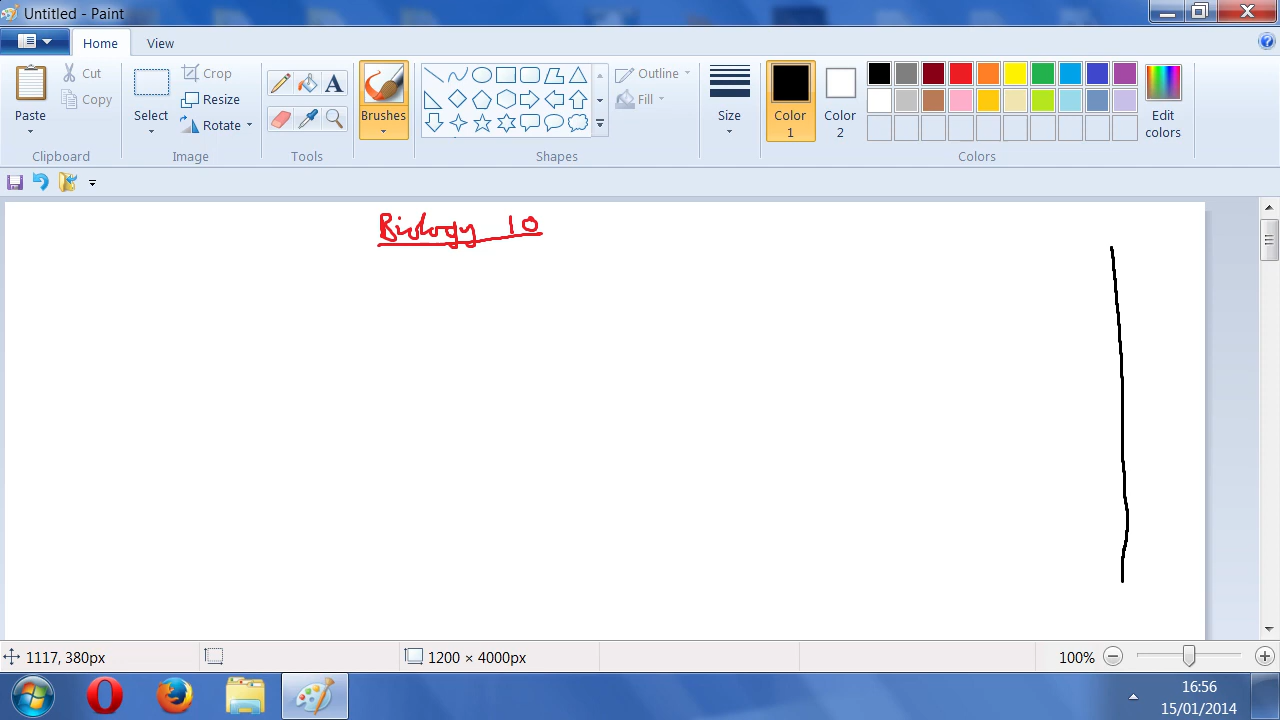 Untitled - Paint
Home View
Paste Cut Copy
Clipboard
Select Crop Resize Rotate
Image
A
Tools
Brushes
Outline Fill
Shapes
Size
Color 1 Color 2
Edit colors
Colors
Biology 10
1117, 380px 1200 × 4000px 100%
16:56
15/01/2014